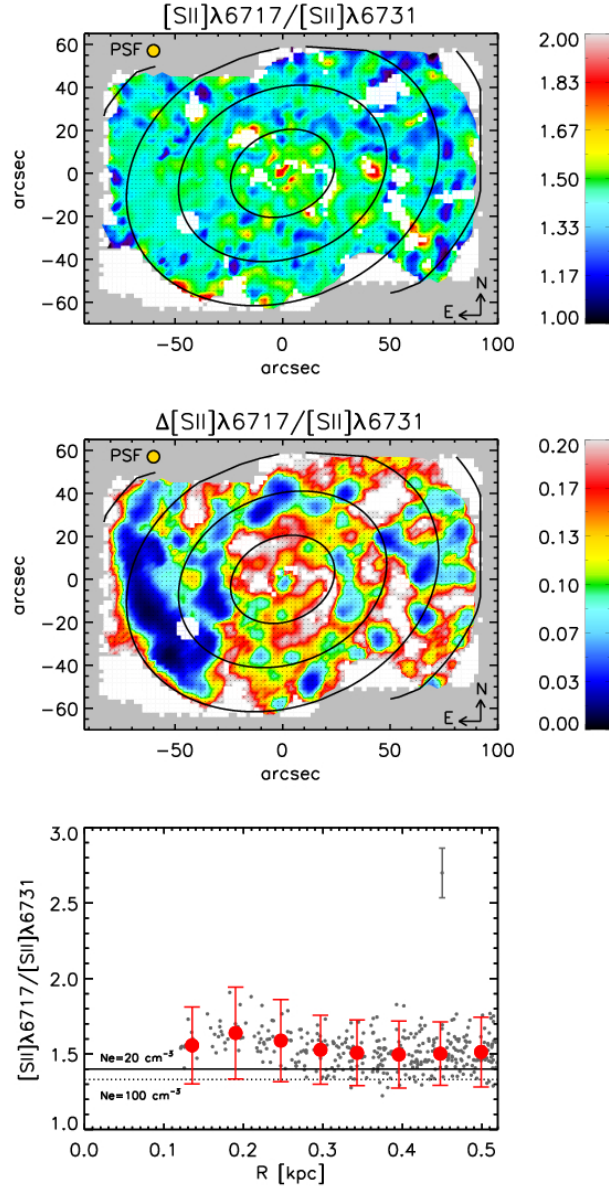 [SII]λ6717/[SII]λ6731
PSF
60
40
20
0
−20
−40
−60
arcsec
−50
0
50
100
arcsec
N
E
2.00
1.83
1.67
1.50
1.33
1.17
1.00
Δ[SII]λ6717/[SII]λ6731
PSF
60
40
20
0
−20
−40
−60
arcsec
−50
0
50
100
arcsec
N
E
0.20
0.17
0.13
0.10
0.07
0.03
0.00
3.0
2.5
2.0
1.5
1.0
[SII]λ6717/[SII]λ6731
Ne=20 cm⁻³
Ne=100 cm⁻³
0.0
0.1
0.2
0.3
0.4
0.5
R [kpc]